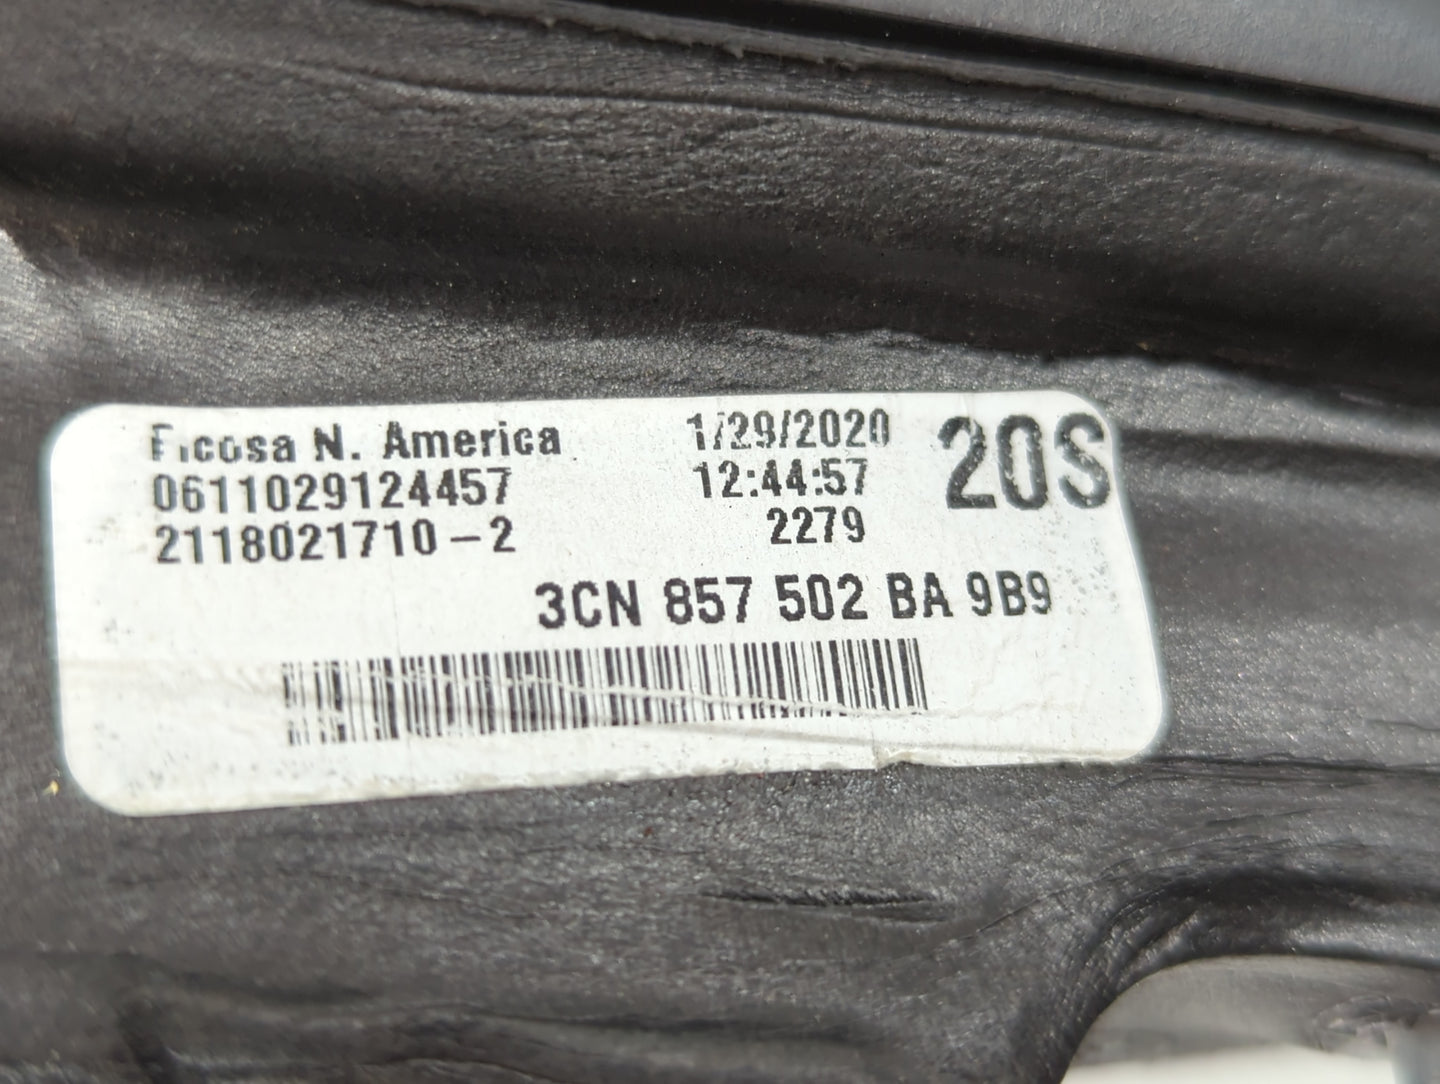 Ficosa N. America 1/29/2020 20S
0611029124457 12:44:57
2118021710-2 2279
3CN 857 502 BA 9B9